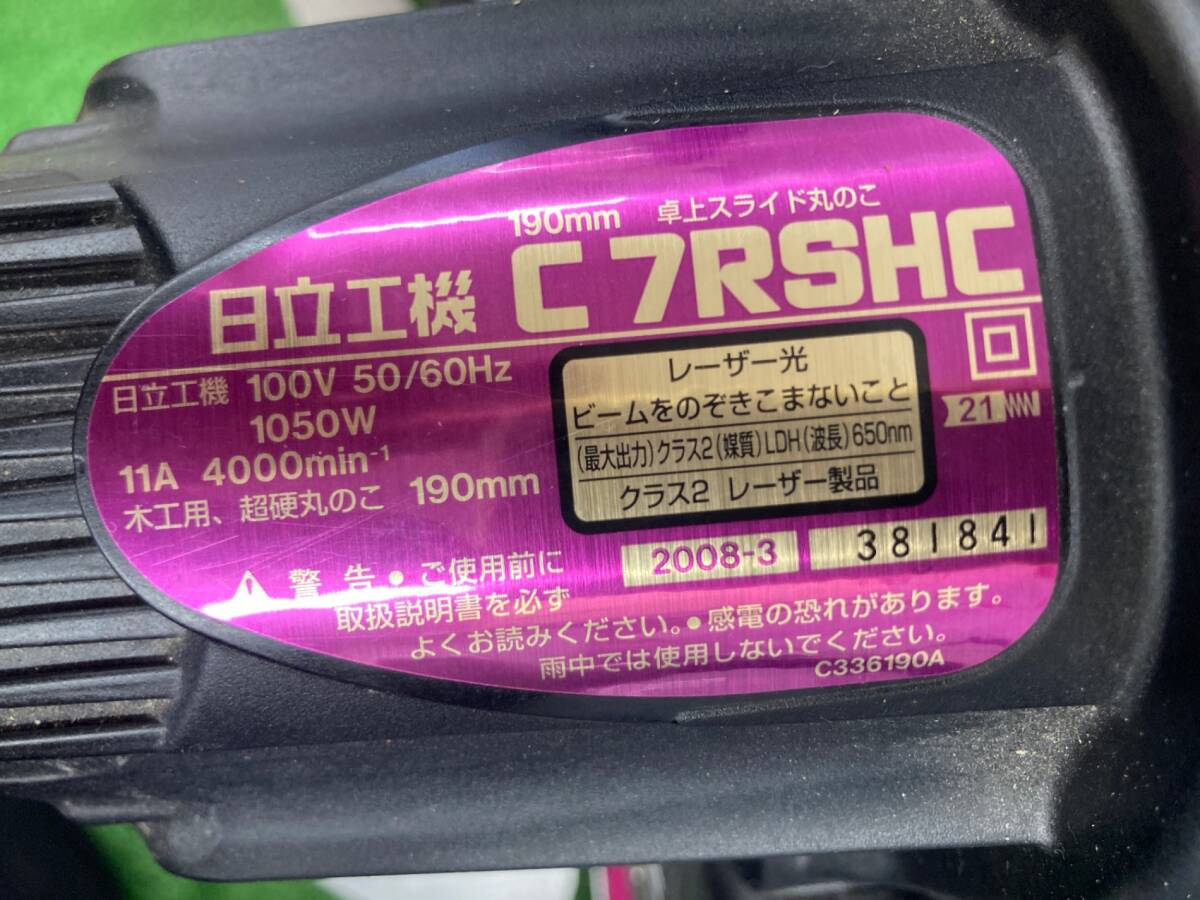 190mm 卓上スライド丸のこ
日立工機 C 7RSHC
日立工機 100V 50/60Hz
1050W
11A 4000min-1
木工用、超硬丸のこ 190mm
レーザー光
ビームをのぞきこまないこと
(最大出力)クラス2(媒質)LDH(波長)650nm
クラス2 レーザー製品
21
2008-3 381841
警告 ● ご使用前に
取扱説明書を必ず
よくお読みください。● 感電の恐れがあります。
雨中では使用しないでください。
C336190A